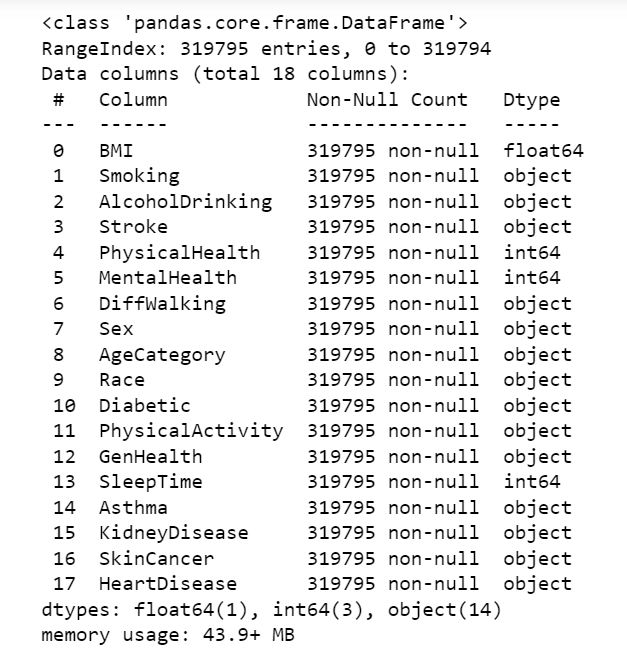 <class 'pandas.core.frame.DataFrame'>
RangeIndex: 319795 entries, 0 to 319794
Data columns (total 18 columns):
 #   Column            Non-Null Count   Dtype
---  ------            --------------   -----
 0   BMI               319795 non-null  float64
 1   Smoking           319795 non-null  object
 2   AlcoholDrinking   319795 non-null  object
 3   Stroke            319795 non-null  object
 4   PhysicalHealth    319795 non-null  int64
 5   MentalHealth      319795 non-null  int64
 6   DiffWalking       319795 non-null  object
 7   Sex               319795 non-null  object
 8   AgeCategory       319795 non-null  object
 9   Race              319795 non-null  object
 10  Diabetic          319795 non-null  object
 11  PhysicalActivity  319795 non-null  object
 12  GenHealth         319795 non-null  object
 13  SleepTime         319795 non-null  int64
 14  Asthma            319795 non-null  object
 15  KidneyDisease     319795 non-null  object
 16  SkinCancer        319795 non-null  object
 17  HeartDisease      319795 non-null  object
dtypes: float64(1), int64(3), object(14)
memory usage: 43.9+ MB